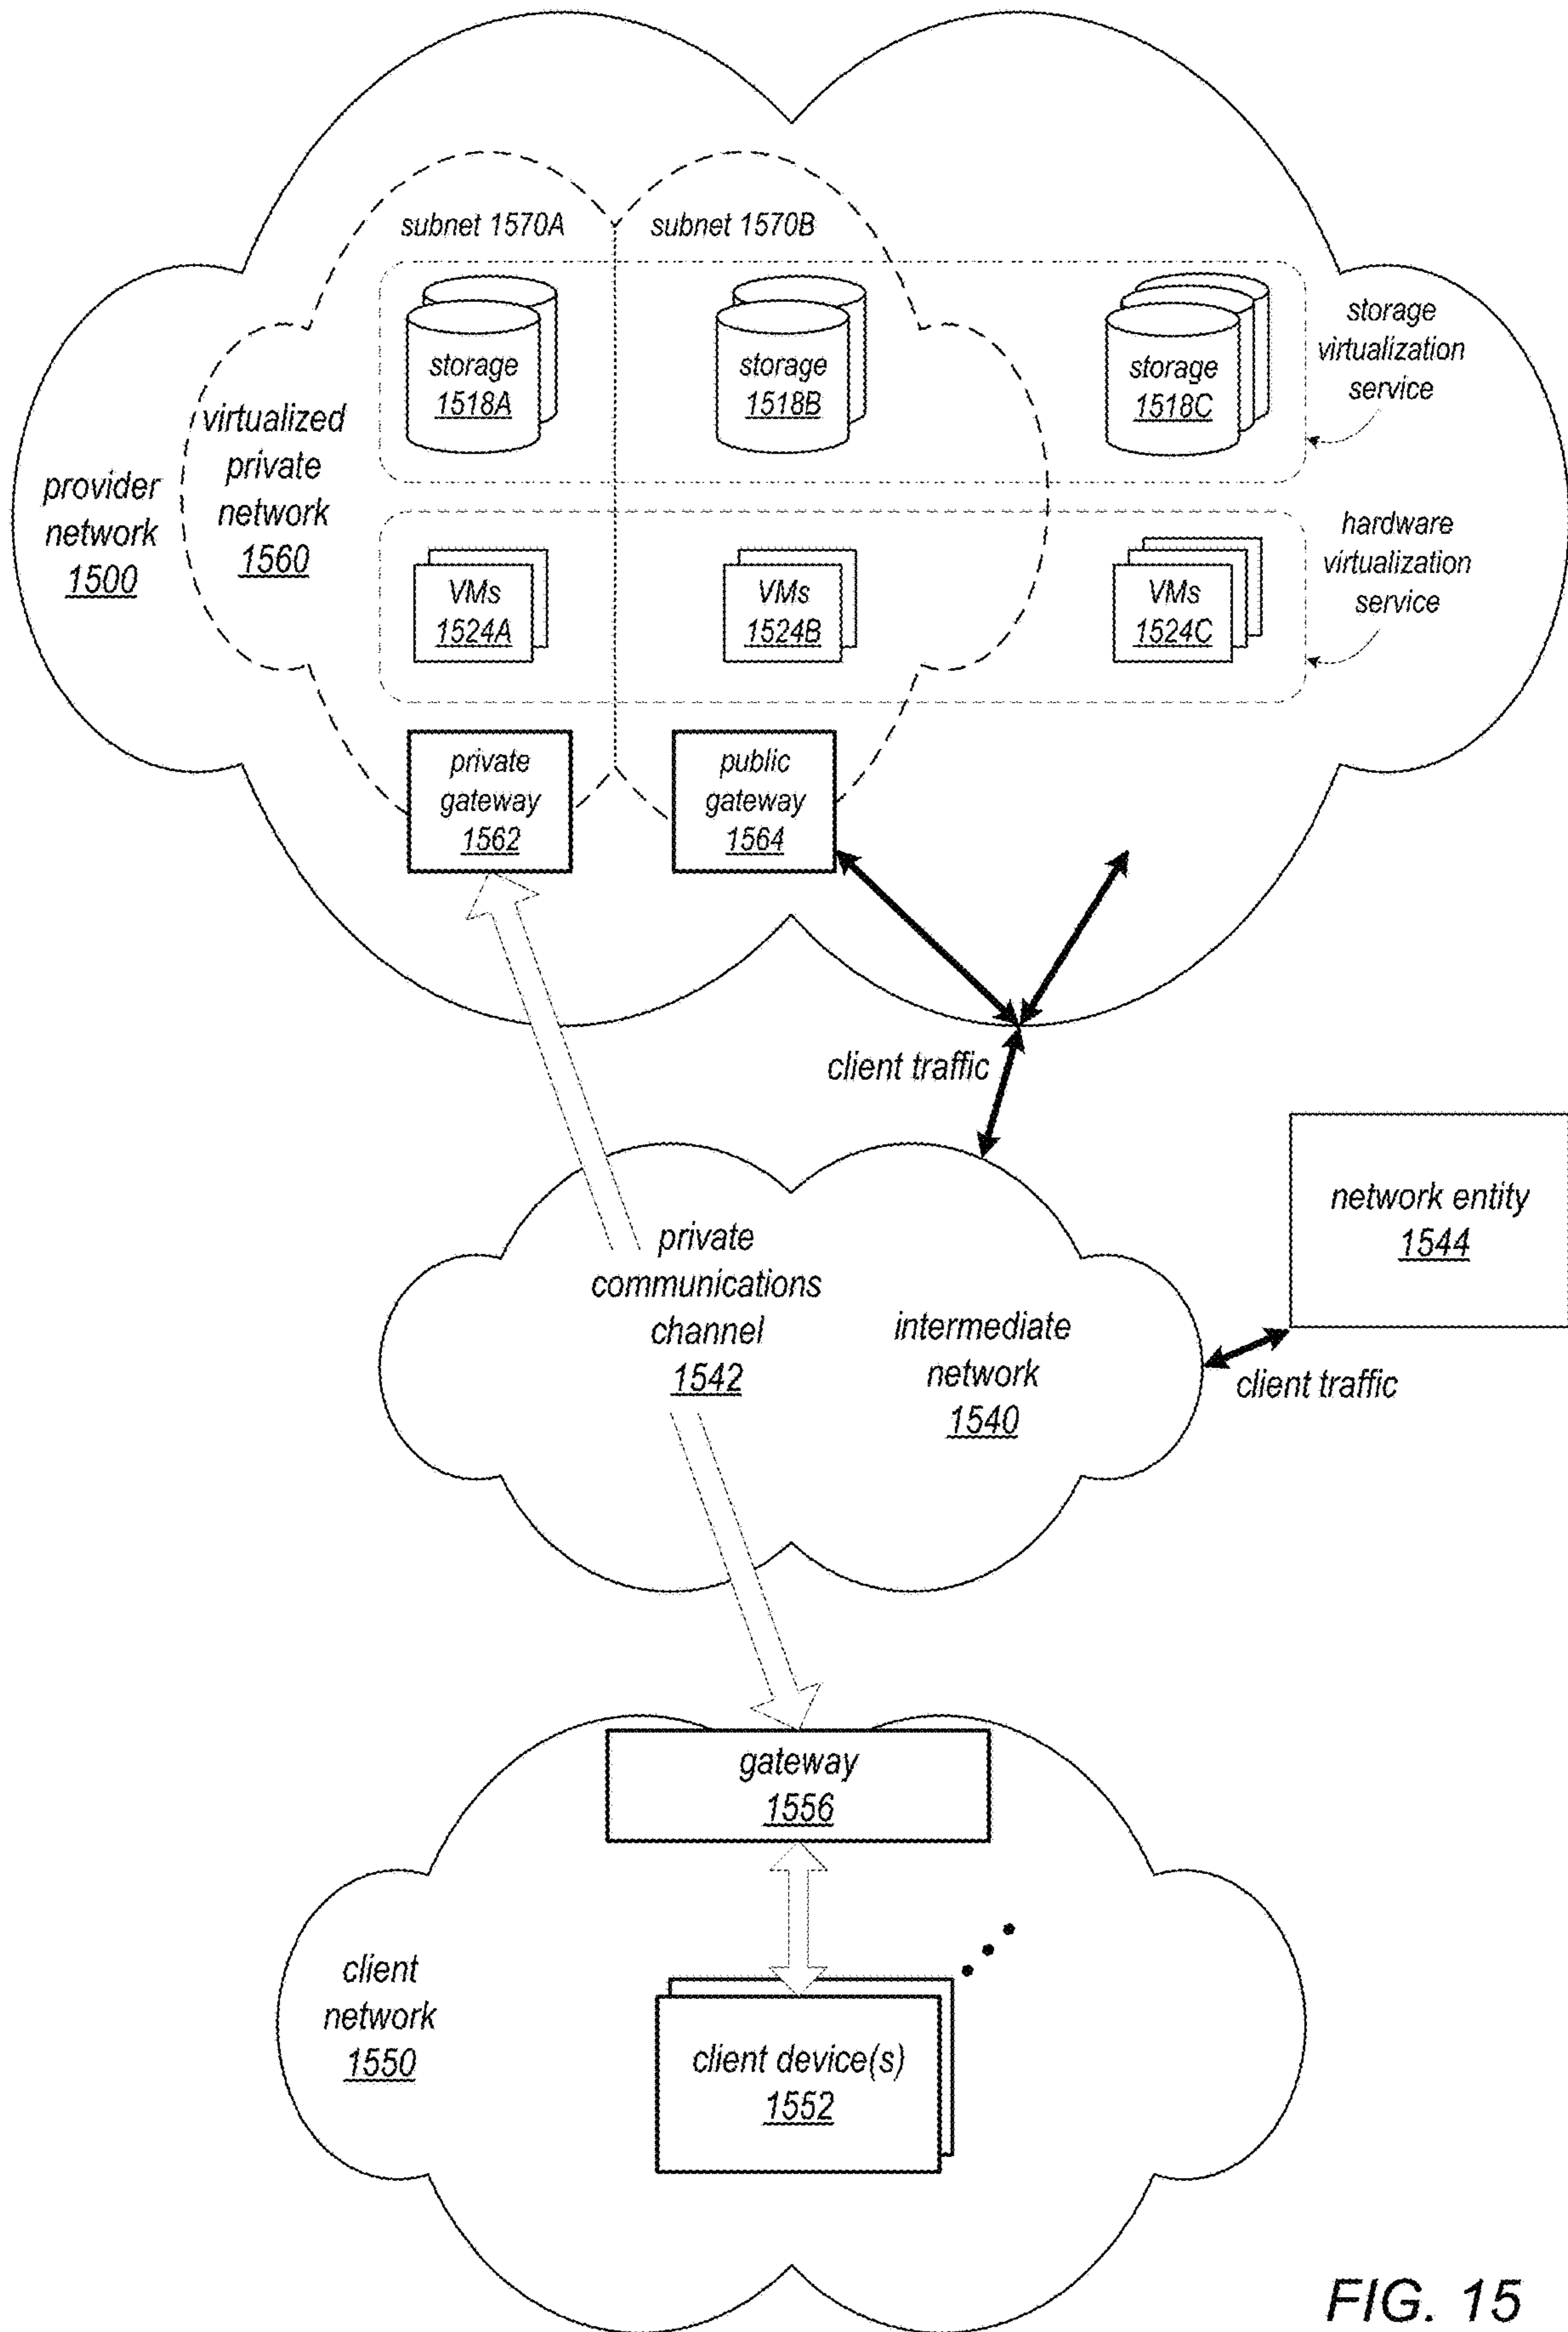 subnet 1570A
subnet 1570B
storage
1518A
storage
1518B
storage
1518C
storage
virtualization
service
provider
network
1500
virtualized
private
network
1560
VMs
1524A
VMs
1524B
VMs
1524C
hardware
virtualization
service
private
gateway
1562
public
gateway
1564
client traffic
network entity
1544
client traffic
private
communications
channel
1542
intermediate
network
1540
gateway
1556
client
network
1550
client device(s)
1552
FIG. 15